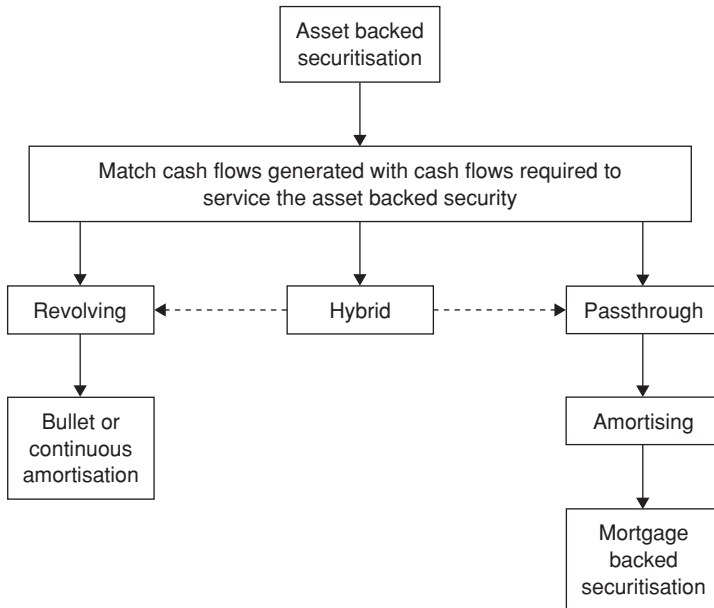 Asset backed
securitisation
Match cash flows generated with cash flows required to
service the asset backed security
Revolving
Hybrid
Passthrough
Bullet or
continuous
amortisation
Amortising
Mortgage
backed
securitisation